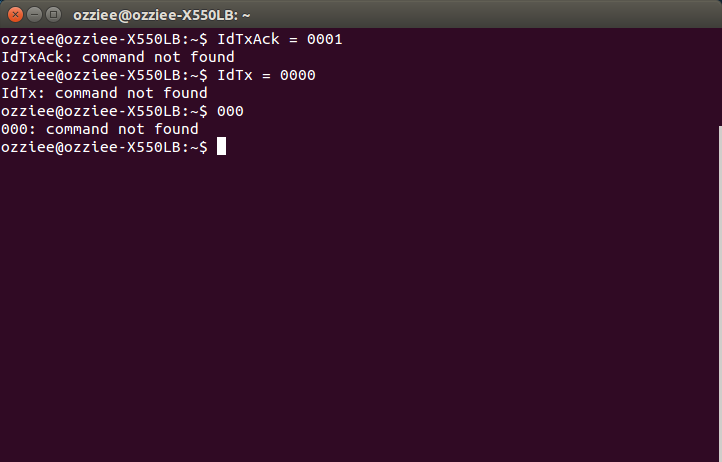 ozziee@ozziee-X550LB: ~
ozziee@ozziee-X550LB:~$ IdTxAck = 0001
IdTxAck: command not found
ozziee@ozziee-X550LB:~$ IdTx = 0000
IdTx: command not found
ozziee@ozziee-X550LB:~$ 000
000: command not found
ozziee@ozziee-X550LB:~$